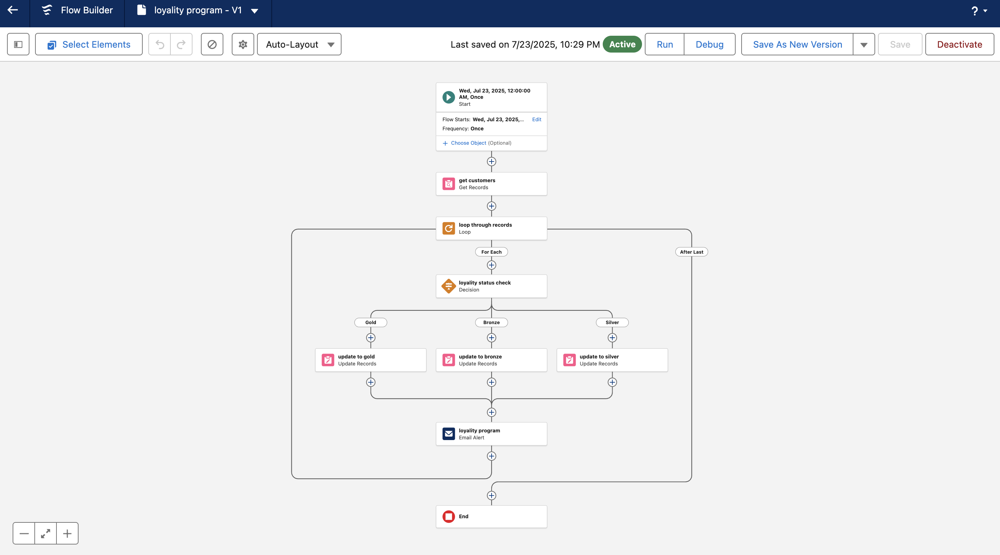 Flow Builder
loyality program - V1
?
Select Elements
Auto-Layout
Last saved on 7/23/2025, 10:29 PM
Active
Run
Debug
Save As New Version
Save
Deactivate
Wed, Jul 23, 2025, 12:00:00
AM, Once
Start
Flow Starts: Wed, Jul 23, 2025,... Edit
Frequency: Once
+ Choose Object (Optional)
get customers
Get Records
loop through records
Loop
For Each
After Last
loyality status check
Decision
Gold
Bronze
Silver
update to gold
Update Records
update to bronze
Update Records
update to silver
Update Records
loyality program
Email Alert
End